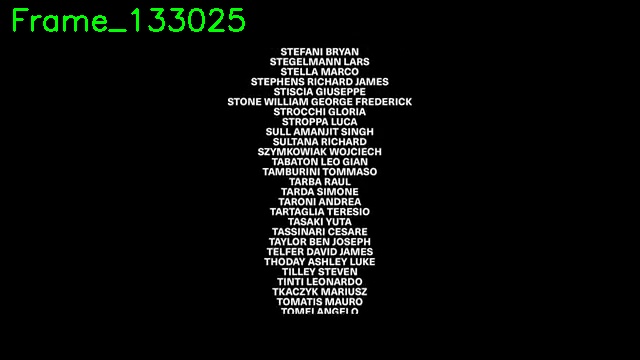 Frame_133025
STEFANI BRYAN
STEGELMANN LARS
STELLA MARCO
STEPHENS RICHARD JAMES
STISCIA GIUSEPPE
STONE WILLIAM GEORGE FREDERICK
STROCCHI GLORIA
STROPPA LUCA
SULL AMANJIT SINGH
SULTANA RICHARD
SZYMKOWIAK WOJCIECH
TABATON LEO GIAN
TAMBURINI TOMMASO
TARBA RAUL
TARDA SIMONE
TARONI ANDREA
TARTAGLIA TERESIO
TASAKI YUTA
TASSINARI CESARE
TAYLOR BEN JOSEPH
TELFER DAVID JAMES
THODAY ASHLEY LUKE
TILLEY STEVEN
TINTI LEONARDO
TKACZYK MARIUSZ
TOMATIS MAURO
TOMEI ANGELO